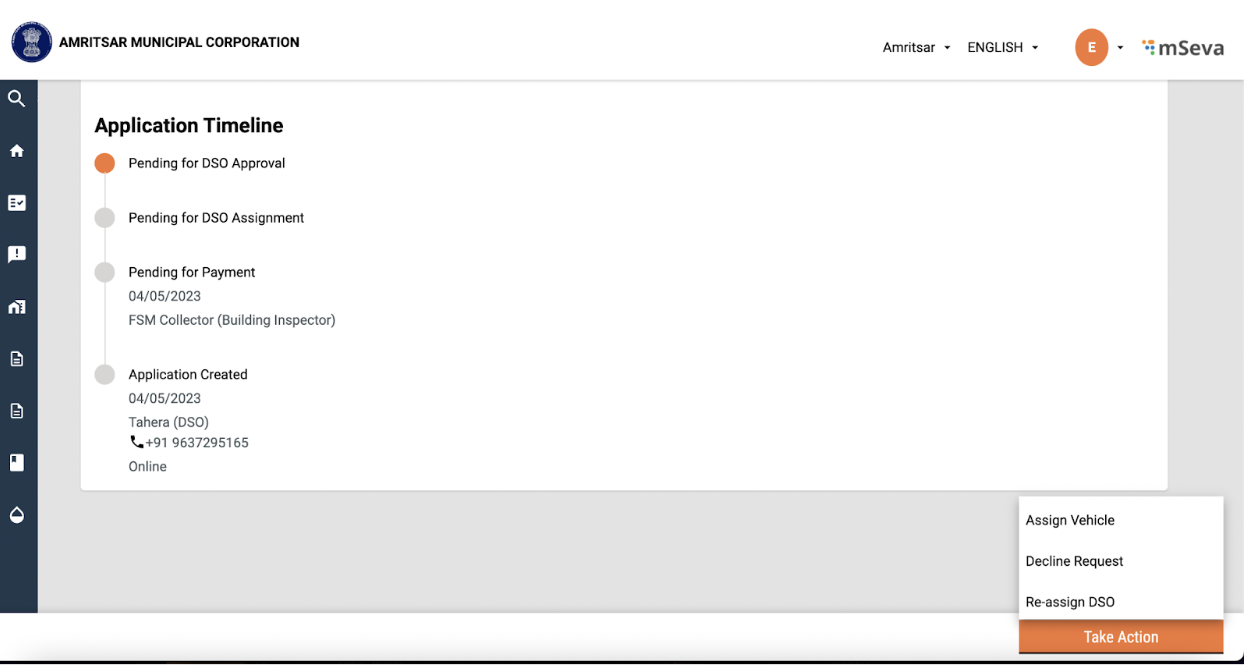 AMRITSAR MUNICIPAL CORPORATION
Amritsar
ENGLISH
E
mSeva
Application Timeline
Pending for DSO Approval
Pending for DSO Assignment
Pending for Payment
04/05/2023
FSM Collector (Building Inspector)
Application Created
04/05/2023
Tahera (DSO)
+91 9637295165
Online
Assign Vehicle
Decline Request
Re-assign DSO
Take Action